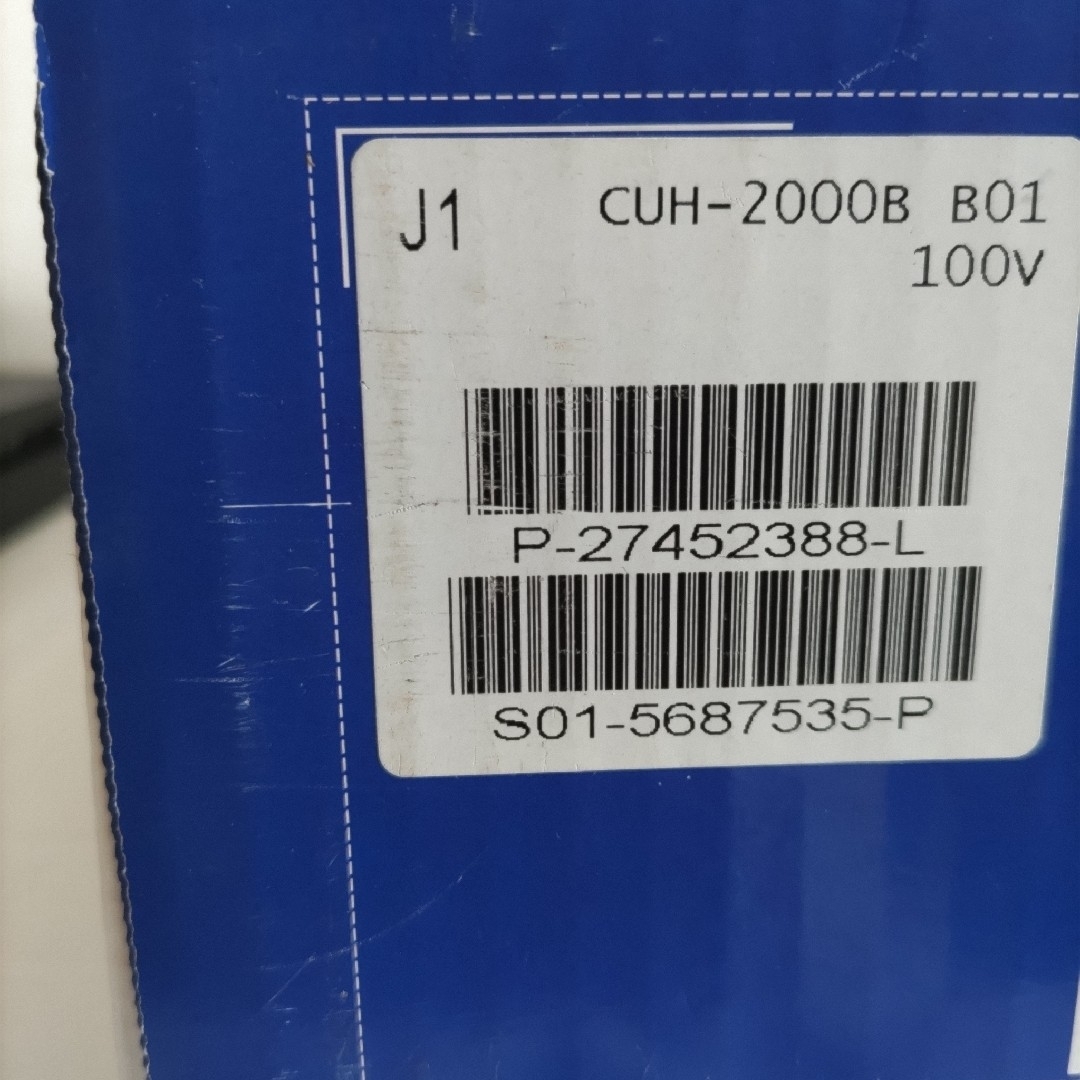 J1
CUH-2000B B01
100V
P-27452388-L
S01-5687535-P